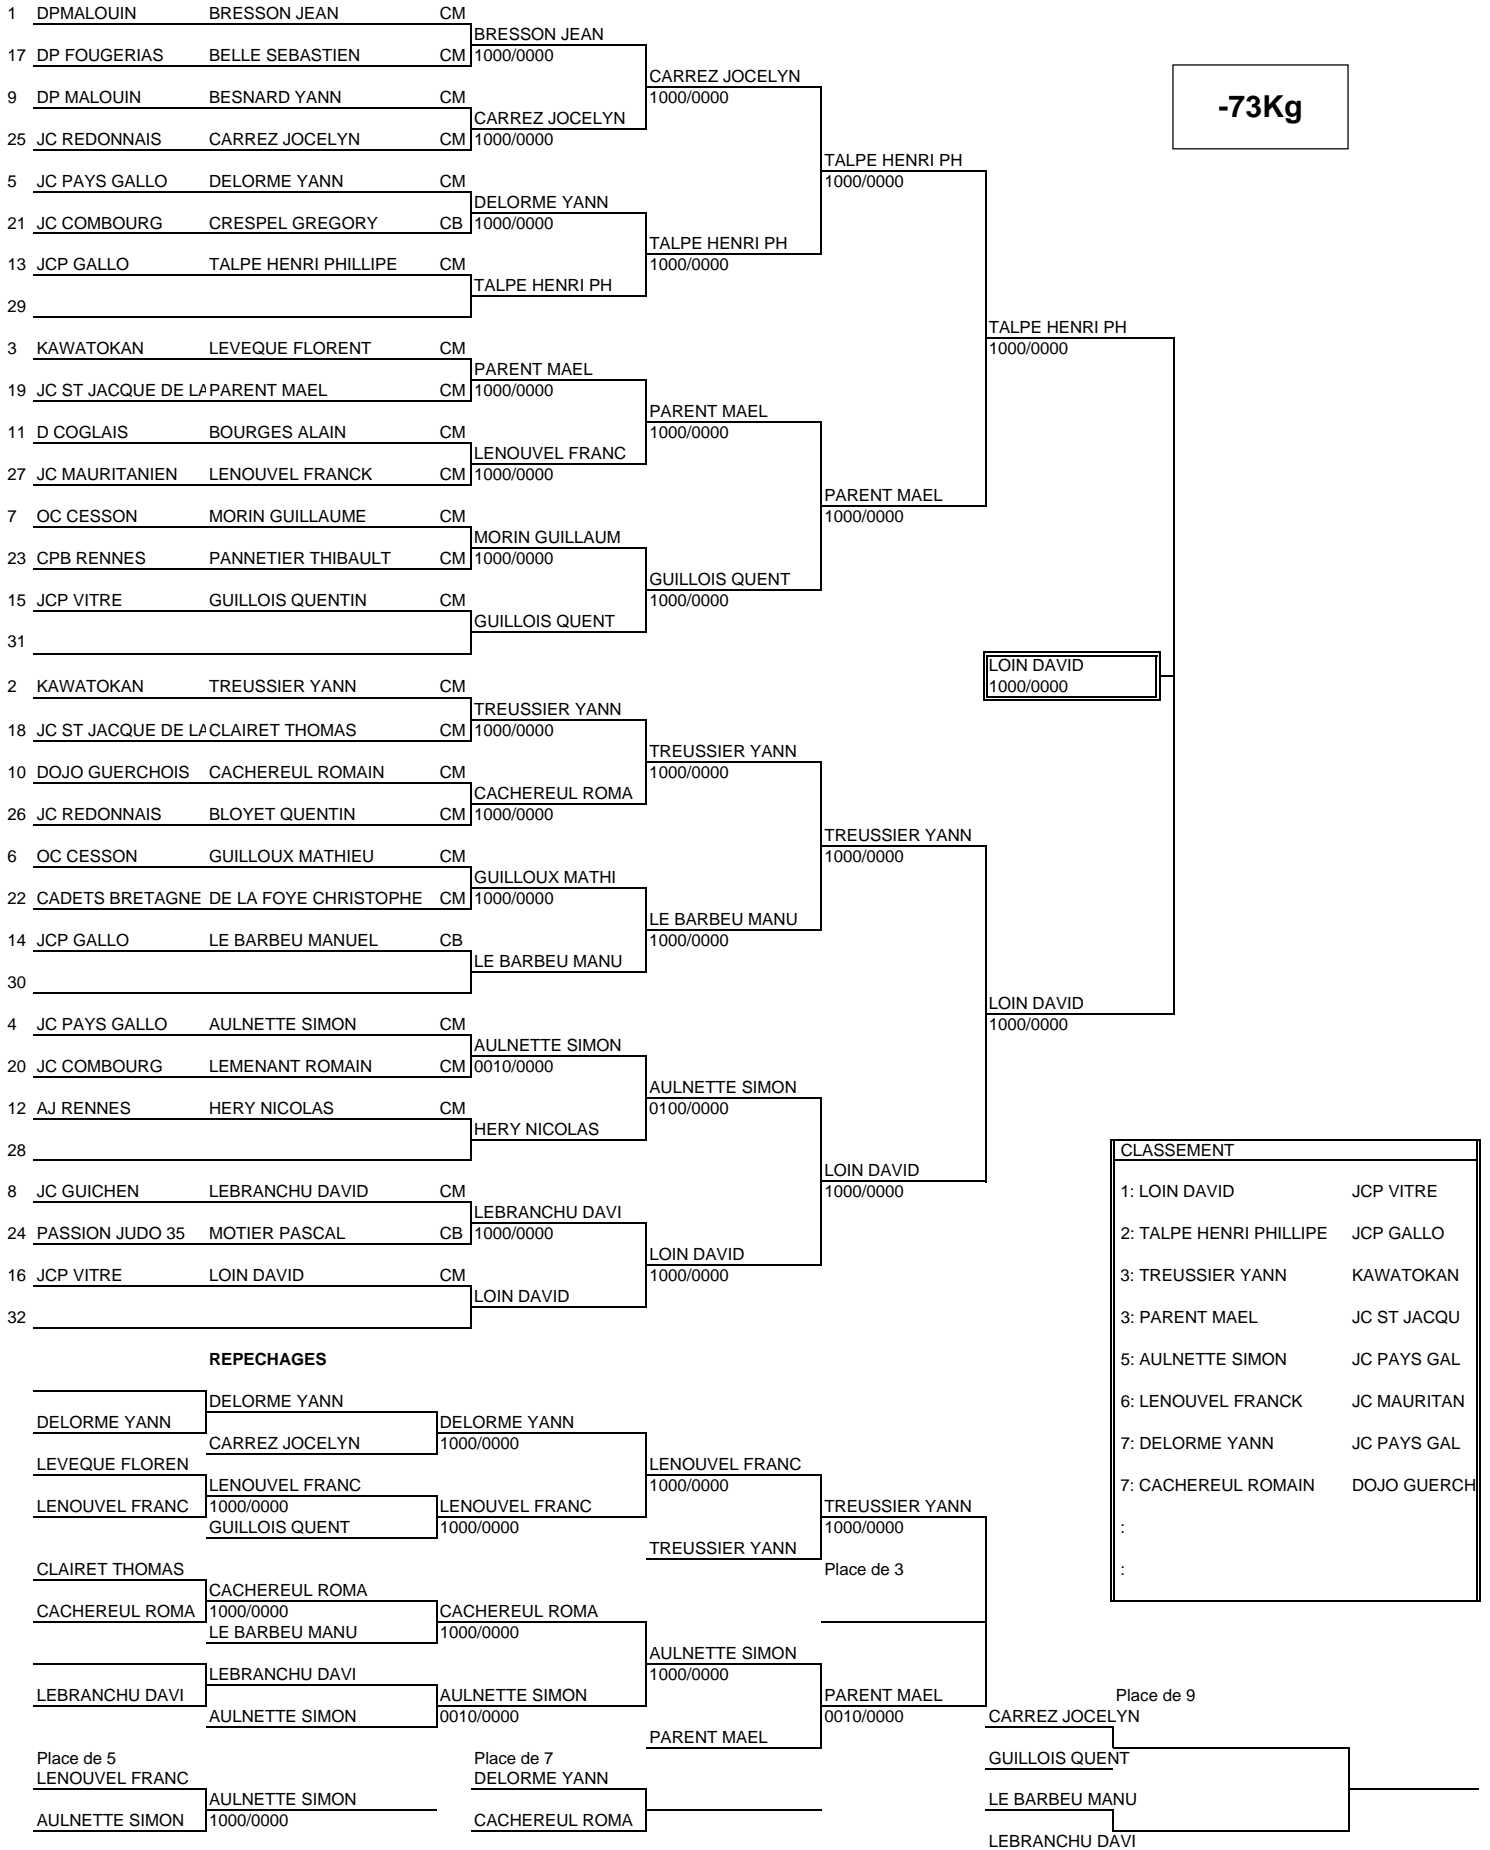 1 DPMALOUIN BRESSON JEAN CM
BRESSON JEAN
17 DP FOUGERIAS BELLE SEBASTIEN CM 1000/0000
CARREZ JOCELYN
9 DP MALOUIN BESNARD YANN CM 1000/0000
-73Kg
CARREZ JOCELYN
25 JC REDONNAIS CARREZ JOCELYN CM 1000/0000
TALPE HENRI PH
5 JC PAYS GALLO DELORME YANN CM 1000/0000
DELORME YANN
21 JC COMBOURG CRESPEL GREGORY CB 1000/0000
TALPE HENRI PH
13 JCP GALLO TALPE HENRI PHILLIPE CM 1000/0000
TALPE HENRI PH
29
TALPE HENRI PH
3 KAWATOKAN LEVEQUE FLORENT CM 1000/0000
PARENT MAEL
19 JC ST JACQUE DE LA PARENT MAEL CM 1000/0000
PARENT MAEL
11 D COGLAIS BOURGES ALAIN CM 1000/0000
LENOUVEL FRANC
27 JC MAURITANIEN LENOUVEL FRANCK CM 1000/0000
PARENT MAEL
7 OC CESSON MORIN GUILLAUME CM 1000/0000
MORIN GUILLAUM
23 CPB RENNES PANNETIER THIBAULT CM 1000/0000
GUILLOIS QUENT
15 JCP VITRE GUILLOIS QUENTIN CM 1000/0000
GUILLOIS QUENT
31
LOIN DAVID
2 KAWATOKAN TREUSSIER YANN CM 1000/0000
TREUSSIER YANN
18 JC ST JACQUE DE LA CLAIRET THOMAS CM 1000/0000
TREUSSIER YANN
10 DOJO GUERCHOIS CACHEREUL ROMAIN CM 1000/0000
CACHEREUL ROMA
26 JC REDONNAIS BLOYET QUENTIN CM 1000/0000
TREUSSIER YANN
6 OC CESSON GUILLOUX MATHIEU CM 1000/0000
GUILLOUX MATHI
22 CADETS BRETAGNE DE LA FOYE CHRISTOPHE CM 1000/0000
LE BARBEU MANU
14 JCP GALLO LE BARBEU MANUEL CB 1000/0000
LE BARBEU MANU
30
LOIN DAVID
4 JC PAYS GALLO AULNETTE SIMON CM 1000/0000
AULNETTE SIMON
20 JC COMBOURG LEMENANT ROMAIN CM 0010/0000
AULNETTE SIMON
12 AJ RENNES HERY NICOLAS CM 0100/0000
HERY NICOLAS
28 CLASSEMENT
LOIN DAVID
8 JC GUICHEN LEBRANCHU DAVID CM 1000/0000 1: LOIN DAVID JCP VITRE
LEBRANCHU DAVI
24 PASSION JUDO 35 MOTIER PASCAL CB 1000/0000 2: TALPE HENRI PHILLIPE JCP GALLO
LOIN DAVID
16 JCP VITRE LOIN DAVID CM 1000/0000 3: TREUSSIER YANN KAWATOKAN
LOIN DAVID
32 3: PARENT MAEL JC ST JACQU
REPECHAGES 5: AULNETTE SIMON JC PAYS GAL
DELORME YANN 6: LENOUVEL FRANCK JC MAURITAN
DELORME YANN DELORME YANN
CARREZ JOCELYN 1000/0000 7: DELORME YANN JC PAYS GAL
LEVEQUE FLOREN LENOUVEL FRANC
LENOUVEL FRANC 1000/0000 7: CACHEREUL ROMAIN DOJO GUERCH
LENOUVEL FRANC 1000/0000 LENOUVEL FRANC TREUSSIER YANN
GUILLOIS QUENT 1000/0000 1000/0000 :
TREUSSIER YANN
CLAIRET THOMAS Place de 3 :
CACHEREUL ROMA
CACHEREUL ROMA 1000/0000 CACHEREUL ROMA
LE BARBEU MANU 1000/0000
AULNETTE SIMON
LEBRANCHU DAVI 1000/0000
LEBRANCHU DAVI AULNETTE SIMON PARENT MAEL Place de 9
AULNETTE SIMON 0010/0000 0010/0000 CARREZ JOCELYN
PARENT MAEL
Place de 5 Place de 7 GUILLOIS QUENT
LENOUVEL FRANC DELORME YANN
AULNETTE SIMON LE BARBEU MANU
AULNETTE SIMON 1000/0000 CACHEREUL ROMA
LEBRANCHU DAVI